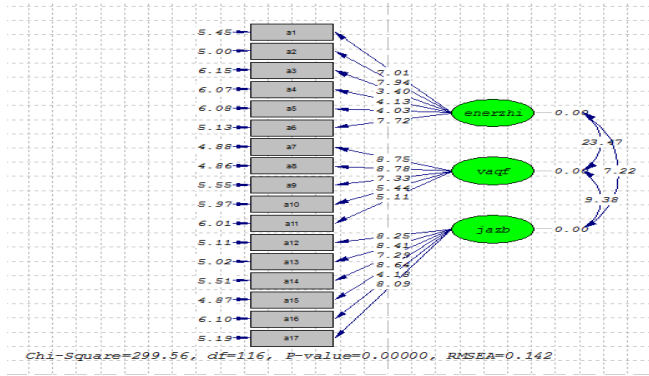 5.45 a1
5.00 a2 7.01
6.15 a3 7.94
6.07 a4 3.40
6.08 a5 4.13 enerzhi 0.00
5.13 a6 4.03
7.72
4.88 a7 23.47
4.86 a8 8.75 vaqf 0.00 7.22
5.55 a9 8.78
5.97 a10 7.33 9.38
6.01 a11 5.44
5.11
5.11 a12 8.25 jazb 0.00
5.02 a13 8.41
5.51 a14 7.29
4.87 a15 8.64
6.10 a16 4.18
5.19 a17 8.09
Chi-Square=299.56, df=116, P-value=0.00000, RMSEA=0.142